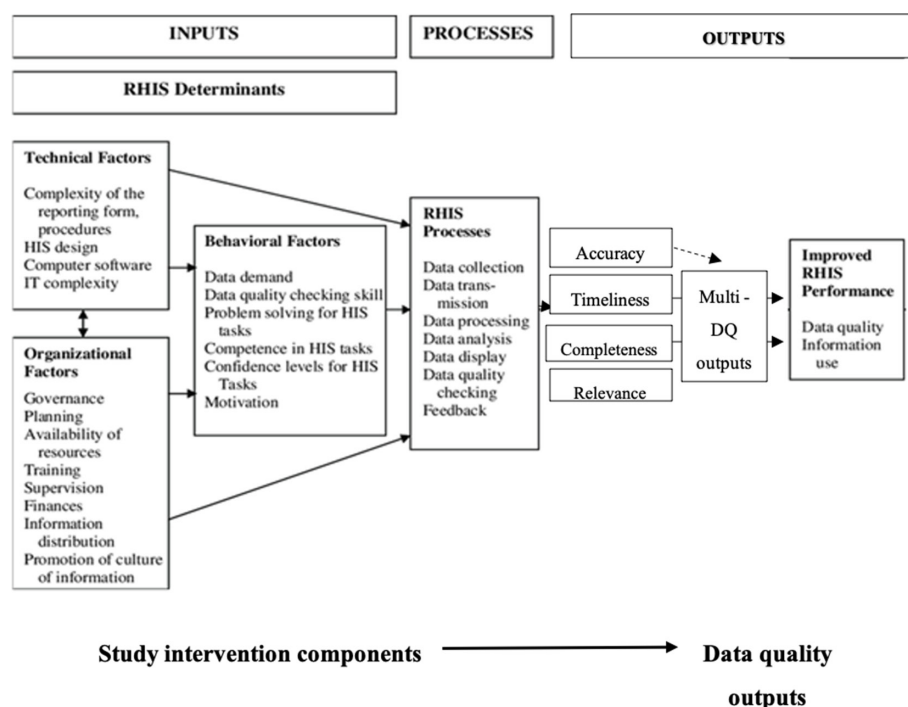 INPUTS
PROCESSES
OUTPUTS
RHIS Determinants
Technical Factors
Complexity of the
reporting form,
procedures
HIS design
Computer software
IT complexity
Organizational
Factors
Governance
Planning
Availability of
resources
Training
Supervision
Finances
Information
distribution
Promotion of culture
of information
Behavioral Factors
Data demand
Data quality checking skill
Problem solving for HIS
tasks
Competence in HIS tasks
Confidence levels for HIS
Tasks
Motivation
RHIS
Processes
Data collection
Data trans-
mission
Data processing
Data analysis
Data display
Data quality
checking
Feedback
Accuracy
Timeliness
Completeness
Relevance
Multi -
DQ
outputs
Improved
RHIS
Performance
Data quality
Information
use
Study intervention components
Data quality
outputs